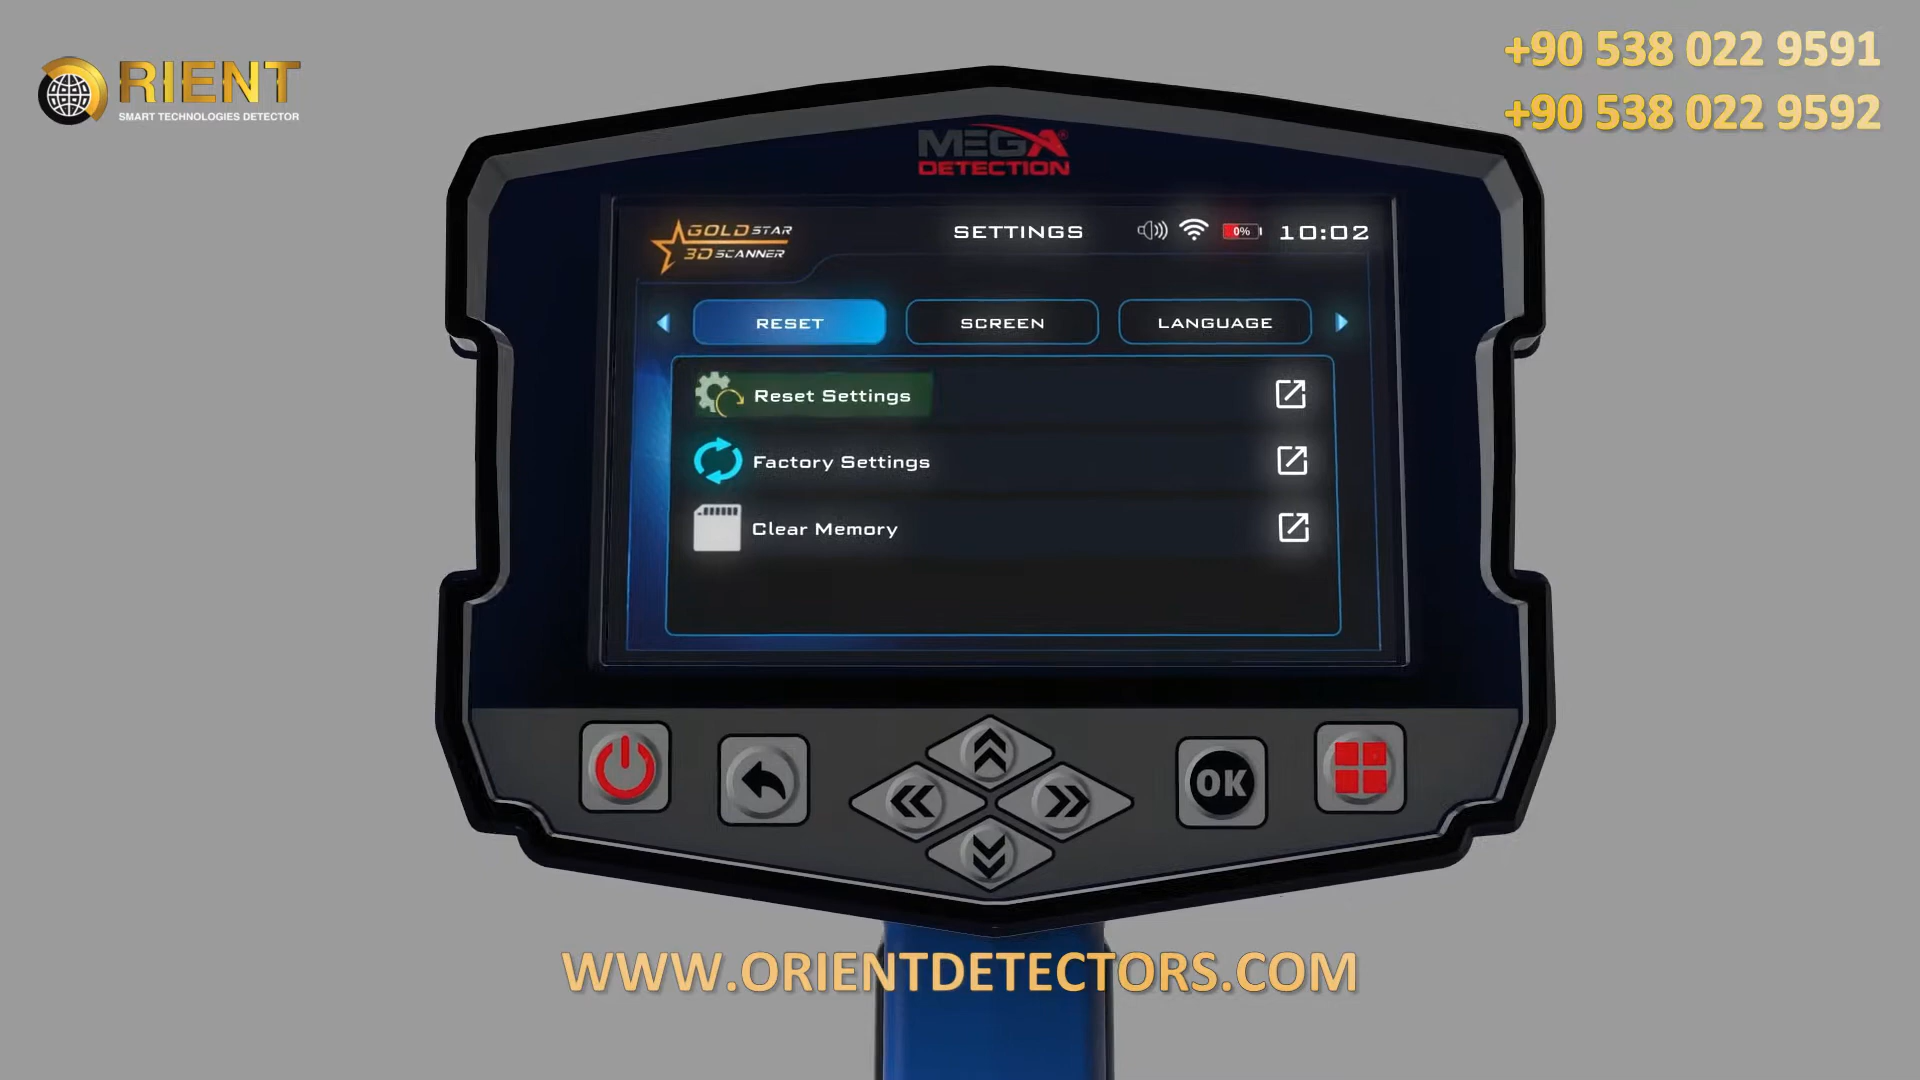 RIENT
SMART TECHNOLOGIES DETECTOR
+90 538 022 9591
+90 538 022 9592
MEGA
DETECTION
GOLD STAR
3D SCANNER
SETTINGS
0%
10:02
RESET
SCREEN
LANGUAGE
Reset Settings
Factory Settings
Clear Memory
OK
WWW.ORIENTDETECTORS.COM